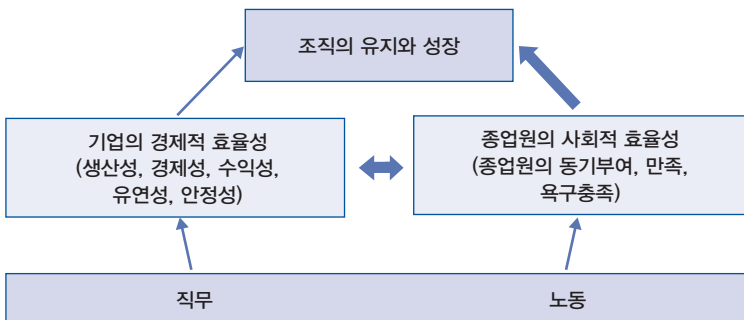 조직의 유지와 성장
기업의 경제적 효율성
(생산성, 경제성, 수익성,
유연성, 안정성)
종업원의 사회적 효율성
(종업원의 동기부여, 만족,
욕구충족)
직무
노동